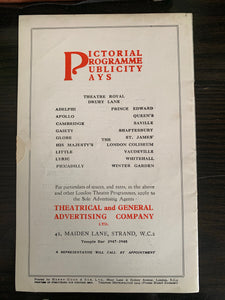 PICTORIAL
PROGRAMME
PUBLICITY
PAYS
THEATRE ROYAL
DRURY LANE
ADELPHI PRINCE EDWARD
APOLLO QUEEN'S
CAMBRIDGE SAVILLE
GAIETY SHAFTESBURY
GLOBE THE ST. JAMES'
HIS MAJESTY'S LONDON COLISEUM
LITTLE VAUDEVILLE
LYRIC WHITEHALL
PICCADILLY WINTER GARDEN
For particulars of spaces, and rates, in the above
and other London Theatre Programmes, apply to
the Sole Advertising Agents
THEATRICAL and GENERAL
ADVERTISING COMPANY
LTD.
41, MAIDEN LANE, STRAND, W.C.2
Temple Bar
A REPRESENTATIVE WILL CALL BY APPOINTMENT